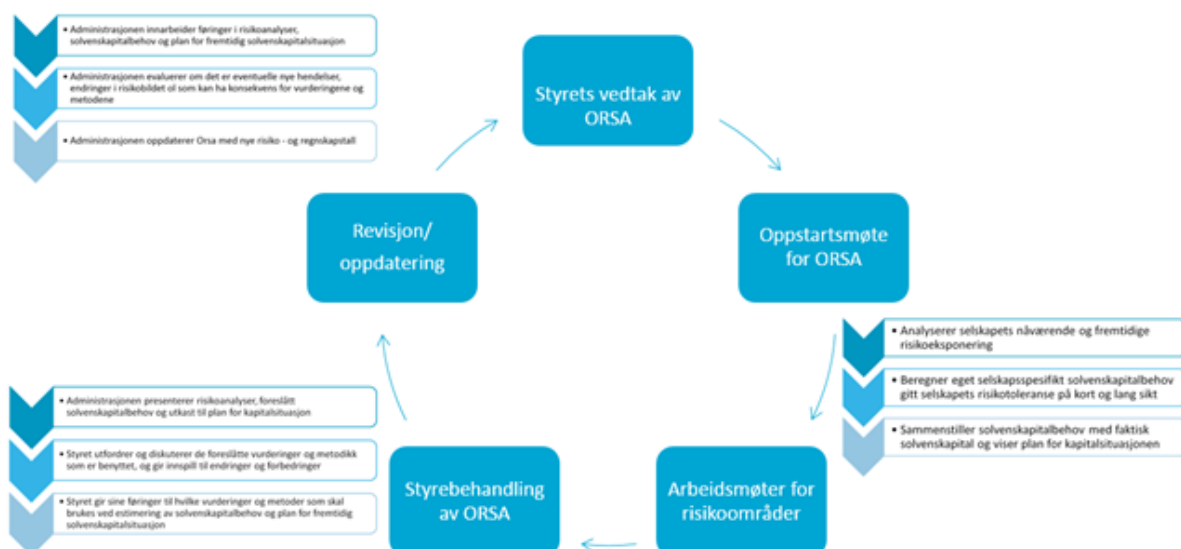 • Administrasjonen innarbeider føringer i risikoanalyser,
solvenskapitalbehov og plan for fremtidig solvenskapitalsituasjon
• Administrasjonen evaluerer om det er eventuelle nye hendelser,
endringer i risikobildet ol som kan ha konsekvens for vurderingene og
metodene
• Administrasjonen oppdaterer Orsa med nye risiko - og regnskapstall
Styrets vedtak av
ORSA
Revisjon/
oppdatering
Oppstartsmøte
for ORSA
• Analyserer selskapets nåværende og fremtidige
risikoeksponering
• Beregner eget selskapsspesifikt solvenskapitalbehov
gitt selskapets risikotoleranse på kort og lang sikt
• Sammenstiller solvenskapitalbehov med faktisk
solvenskapital og viser plan for kapitalsituasjonen
• Administrasjonen presenterer risikoanalyser, foreslått
solvenskapitalbehov og utkast til plan for kapitalsituasjon
• Styret utfordrer og diskuterer de foreslåtte vurderinger og metodikk
som er benyttet, og gir innspill til endringer og forbedringer
• Styret gir sine føringer til hvilke vurderinger og metoder som skal
brukes ved estimering av solvenskapitalbehov og plan for fremtidig
solvenskapitalsituasjon
Styrebehandling
av ORSA
Arbeidsmøter for
risikoområder